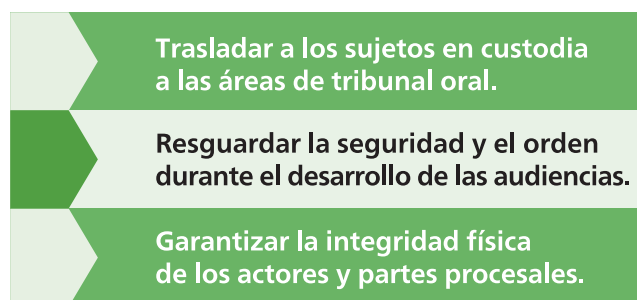 Trasladar a los sujetos en custodia
a las áreas de tribunal oral.
Resguardar la seguridad y el orden
durante el desarrollo de las audiencias.
Garantizar la integridad física
de los actores y partes procesales.